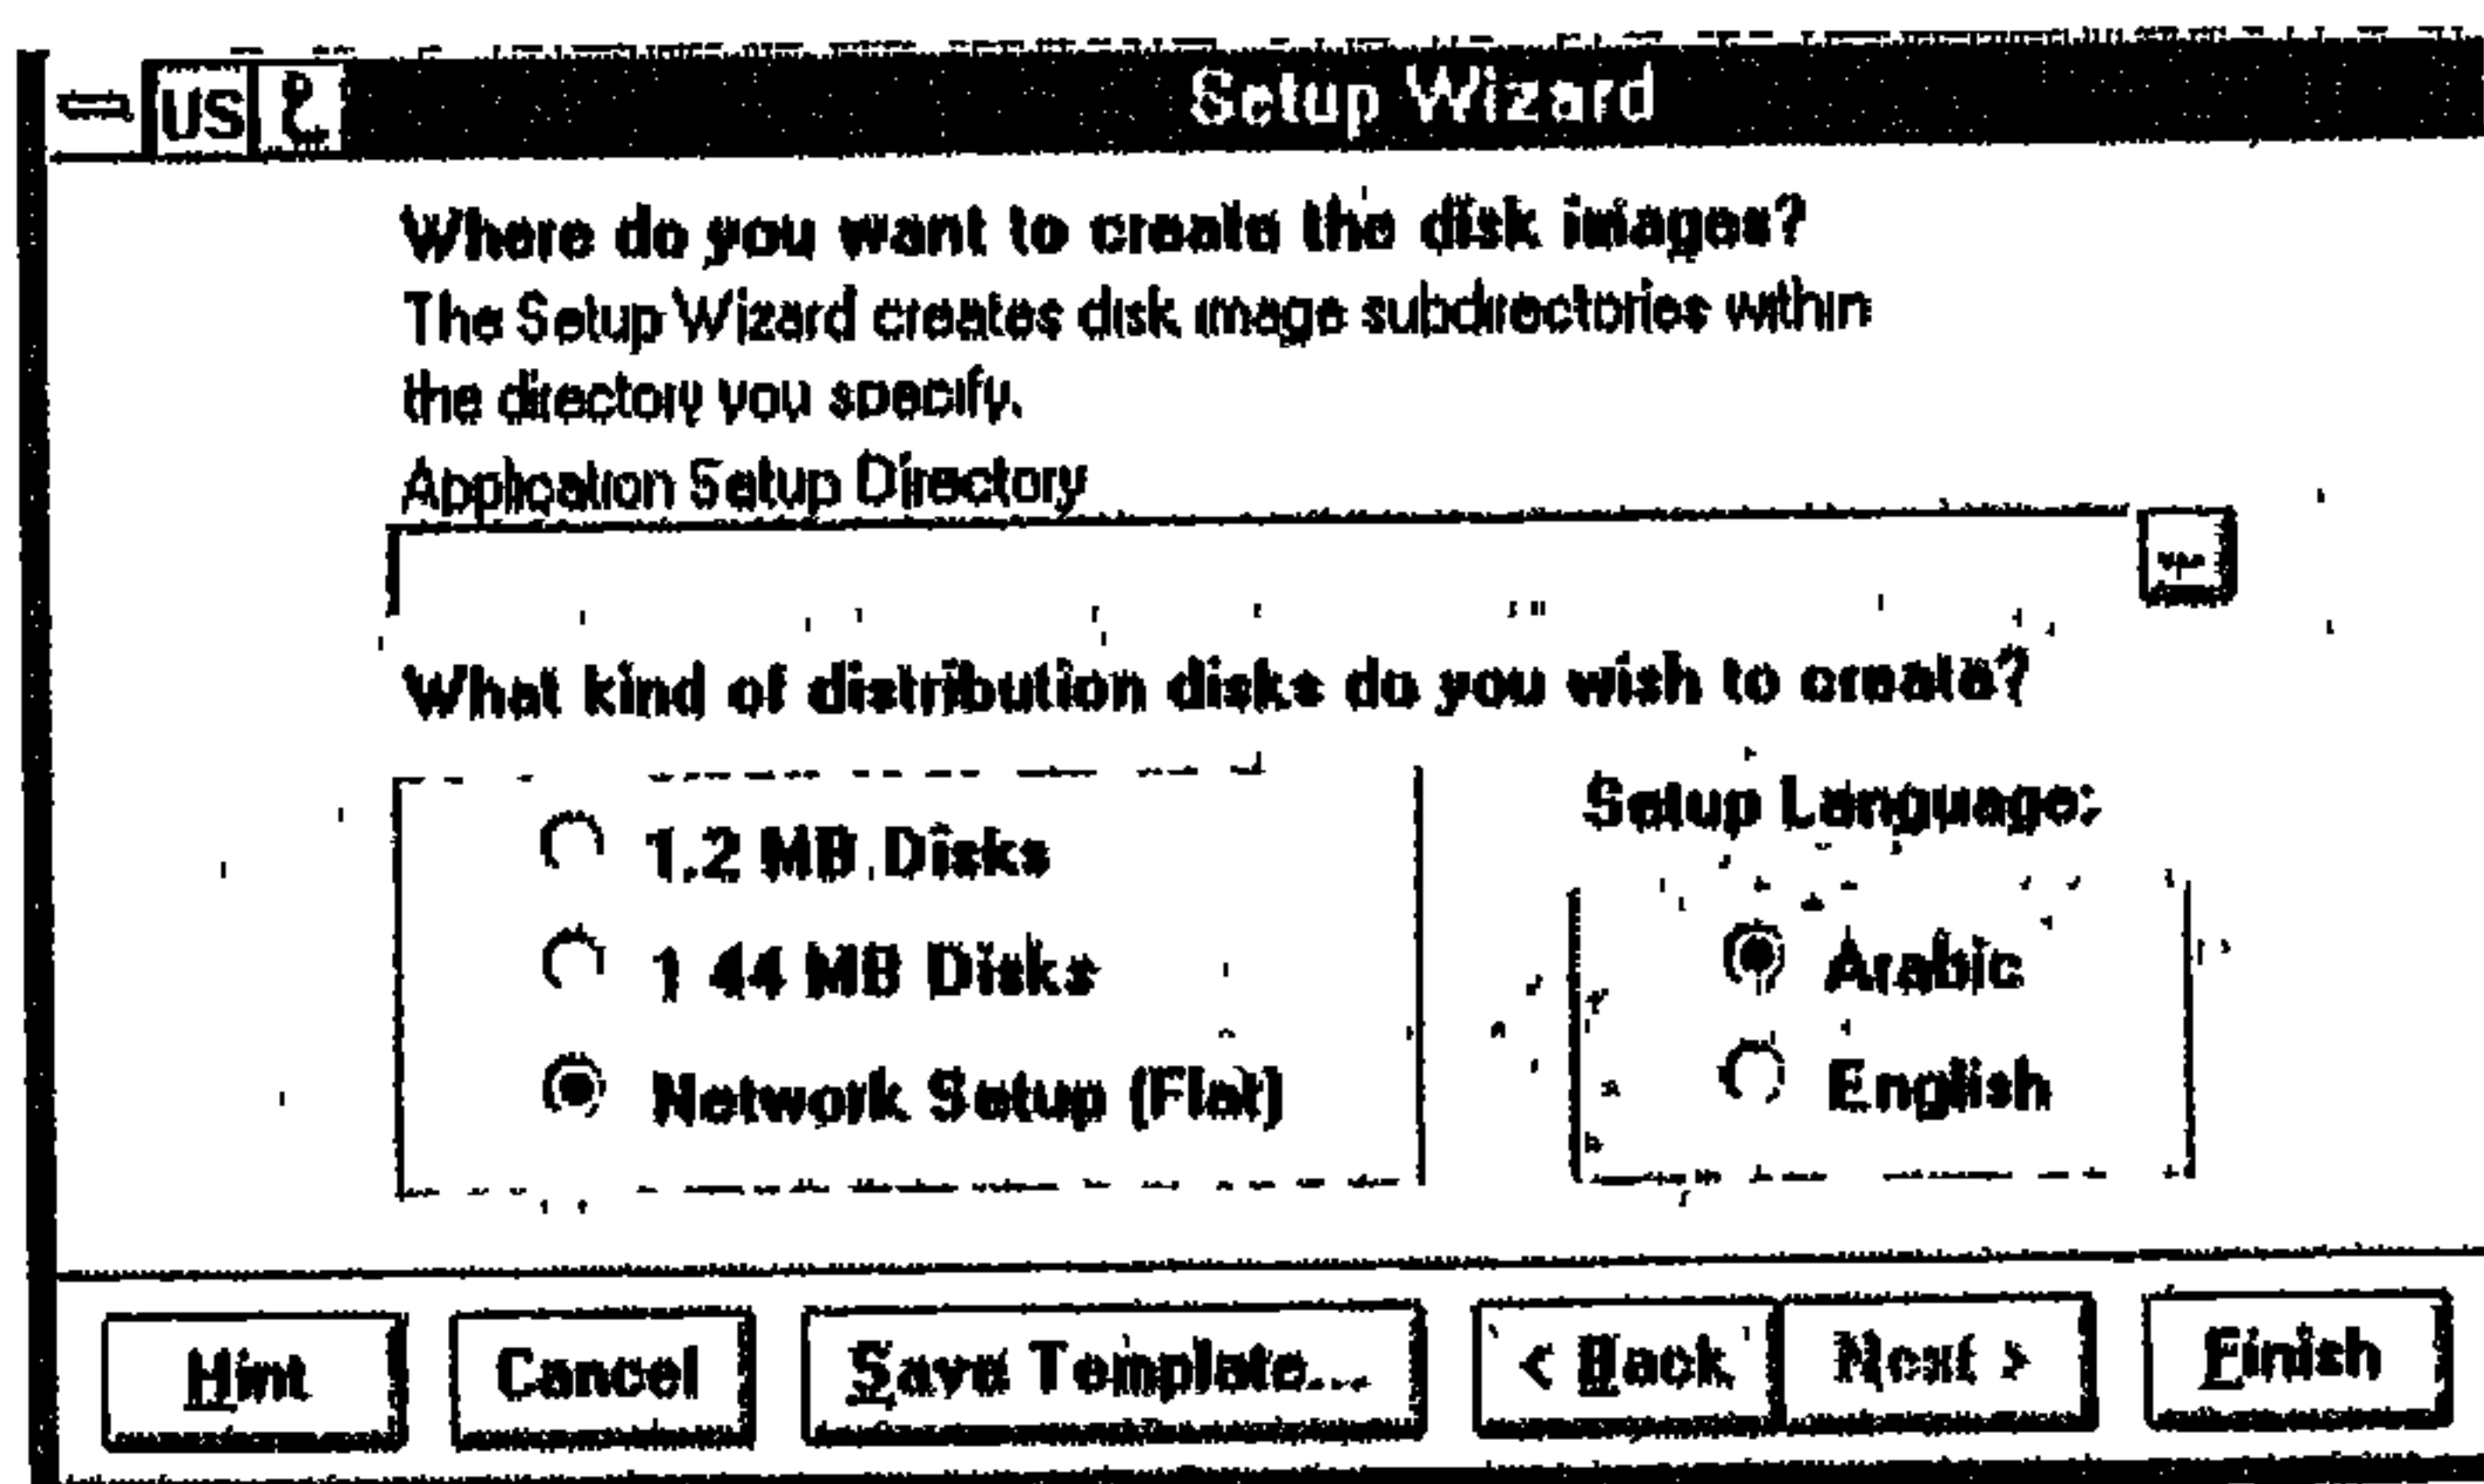 US
Setup Wizard
Where do you want to create the disk images?
The Setup Wizard creates disk image subdirectories within
the directory you specify.
Application Setup Directory
What kind of distribution disks do you wish to create?
Setup Language:
1.2 MB Disks
1 44 MB Disks
Network Setup (Flat)
Arabic
English
Hint
Cancel
Save Template...
< Back
Next >
Finish